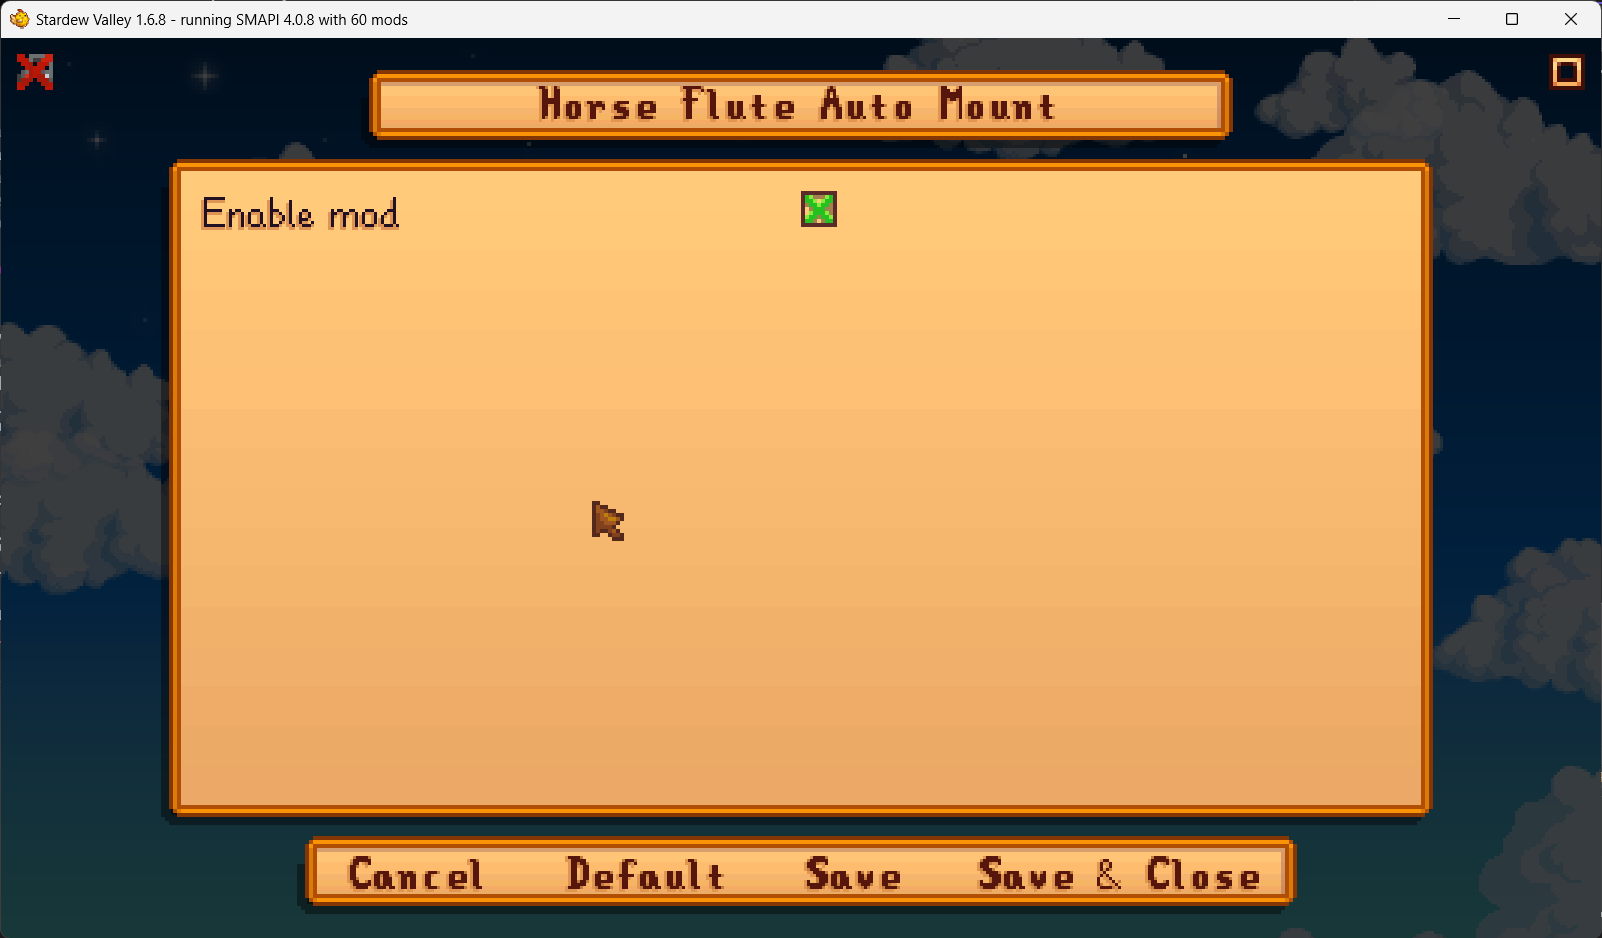 Stardew Valley 1.6.8 - running SMAPI 4.0.8 with 60 mods
Horse Flute Auto Mount
Enable mod
Cancel Default Save Save & Close